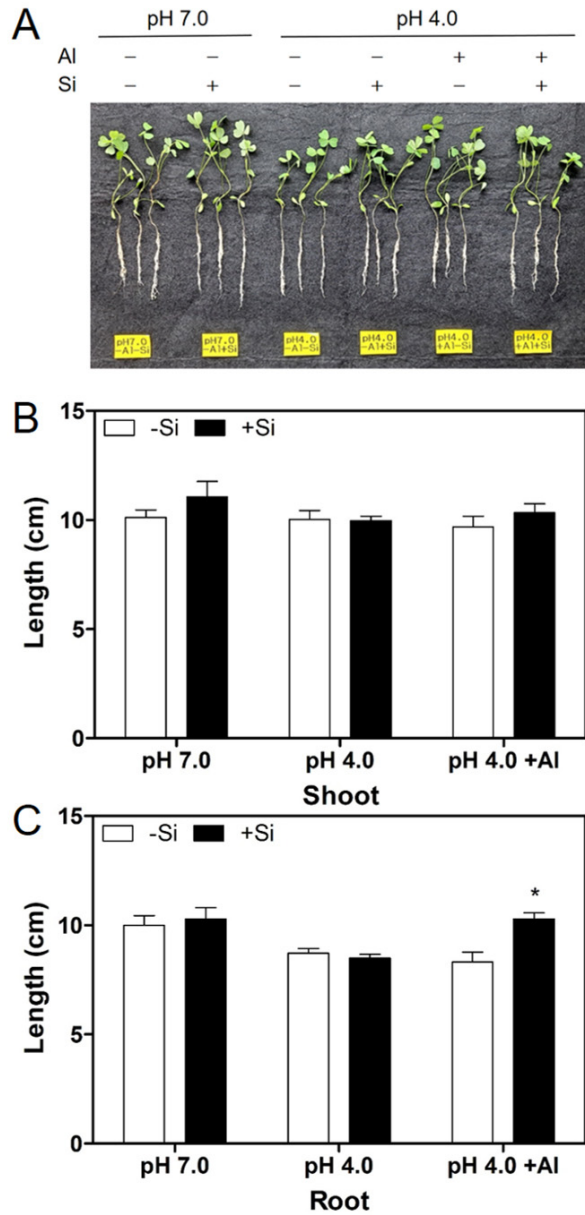 A
pH 7.0 pH 4.0
Al − − − − + +
Si − + − + − +
pH7.0 -Al-Si
pH7.0 -Al+Si
pH4.0 -Al-Si
pH4.0 -Al+Si
pH4.0 +Al-Si
pH4.0 +Al+Si
B
15
-Si +Si
10
5
0
Length (cm)
pH 7.0 pH 4.0 pH 4.0 +Al
Shoot
C
15
-Si +Si
*
10
5
0
Length (cm)
pH 7.0 pH 4.0 pH 4.0 +Al
Root